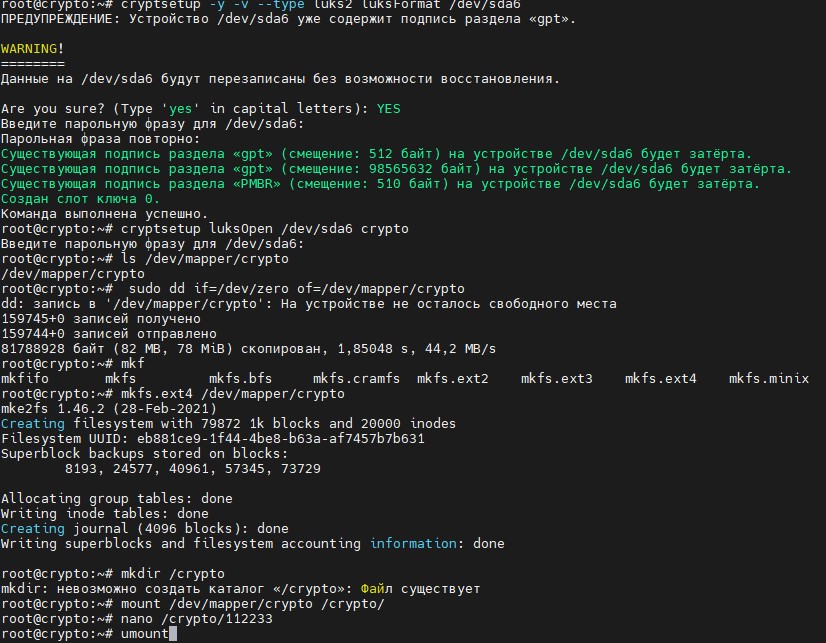 root@crypto:~# cryptsetup -y -v --type luks2 luksFormat /dev/sda6
ПРЕДУПРЕЖДЕНИЕ: Устройство /dev/sda6 уже содержит подпись раздела «gpt».
WARNING!
========
Данные на /dev/sda6 будут перезаписаны без возможности восстановления.
Are you sure? (Type 'yes' in capital letters): YES
Введите парольную фразу для /dev/sda6:
Парольная фраза повторно:
Существующая подпись раздела «gpt» (смещение: 512 байт) на устройстве /dev/sda6 будет затёрта.
Существующая подпись раздела «gpt» (смещение: 98565632 байт) на устройстве /dev/sda6 будет затёрта.
Существующая подпись раздела «PMBR» (смещение: 510 байт) на устройстве /dev/sda6 будет затёрта.
Создан слот ключа 0.
Команда выполнена успешно.
root@crypto:~# cryptsetup luksOpen /dev/sda6 crypto
Введите парольную фразу для /dev/sda6:
root@crypto:~# ls /dev/mapper/crypto
/dev/mapper/crypto
root@crypto:~#  sudo dd if=/dev/zero of=/dev/mapper/crypto
dd: запись в '/dev/mapper/crypto': На устройстве не осталось свободного места
159745+0 записей получено
159744+0 записей отправлено
81788928 байт (82 MB, 78 MiB) скопирован, 1,85048 s, 44,2 MB/s
root@crypto:~# mkf
mkfifo       mkfs         mkfs.bfs     mkfs.cramfs  mkfs.ext2    mkfs.ext3    mkfs.ext4    mkfs.minix
root@crypto:~# mkfs.ext4 /dev/mapper/crypto
mke2fs 1.46.2 (28-Feb-2021)
Creating filesystem with 79872 1k blocks and 20000 inodes
Filesystem UUID: eb881ce9-1f44-4be8-b63a-af7457b7b631
Superblock backups stored on blocks:
        8193, 24577, 40961, 57345, 73729
Allocating group tables: done
Writing inode tables: done
Creating journal (4096 blocks): done
Writing superblocks and filesystem accounting information: done
root@crypto:~# mkdir /crypto
mkdir: невозможно создать каталог «/crypto»: Файл существует
root@crypto:~# mount /dev/mapper/crypto /crypto/
root@crypto:~# nano /crypto/112233
root@crypto:~# umount